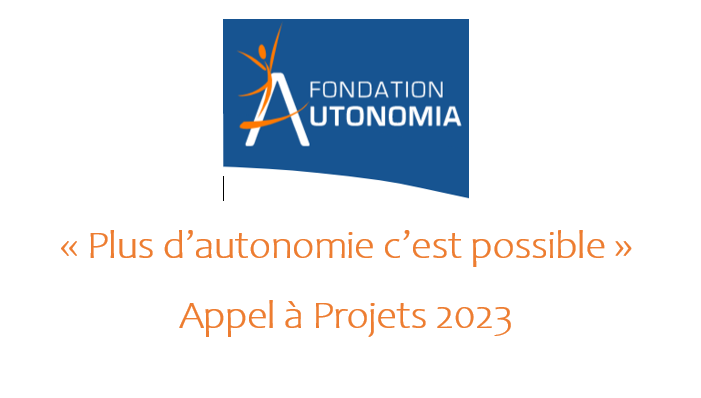 FONDATION
AUTONOMIA
« Plus d’autonomie c’est possible »
Appel à Projets 2023